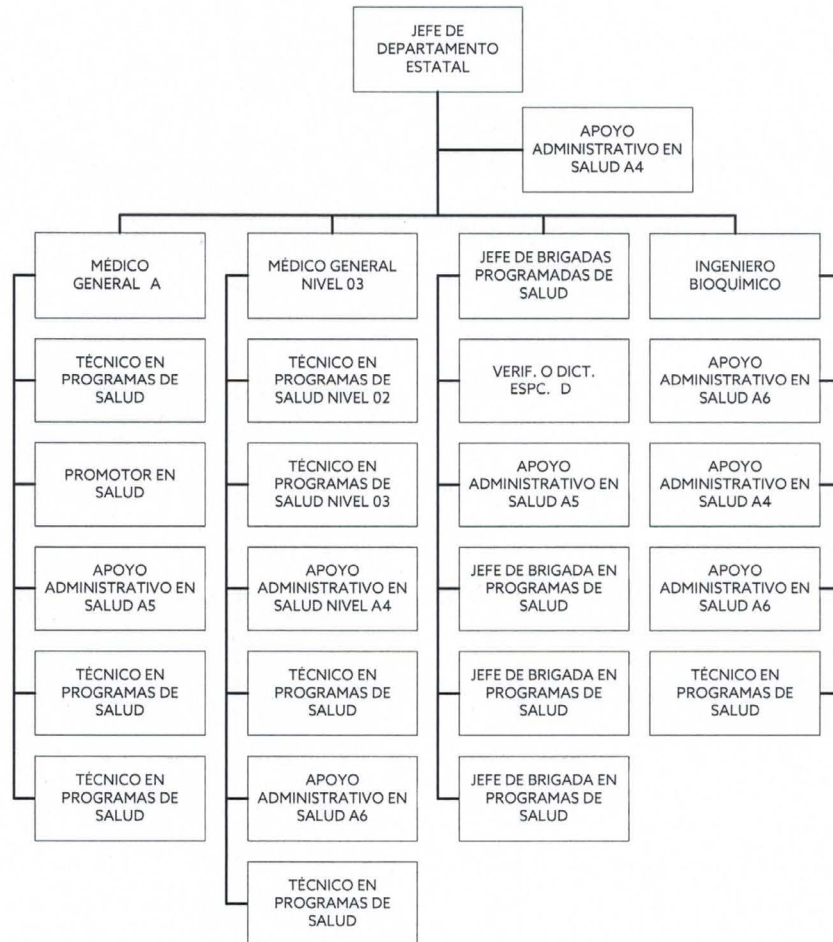 JEFE DE
DEPARTAMENTO
ESTATAL
APOYO
ADMINISTRATIVO EN
SALUD A4
MÉDICO
GENERAL A
TÉCNICO EN
PROGRAMAS DE
SALUD
PROMOTOR EN
SALUD
APOYO
ADMINISTRATIVO EN
SALUD A5
TÉCNICO EN
PROGRAMAS DE
SALUD
TÉCNICO EN
PROGRAMAS DE
SALUD
MÉDICO GENERAL
NIVEL 03
TÉCNICO EN
PROGRAMAS DE
SALUD NIVEL 02
TÉCNICO EN
PROGRAMAS DE
SALUD NIVEL 03
APOYO
ADMINISTRATIVO EN
SALUD NIVEL A4
TÉCNICO EN
PROGRAMAS DE
SALUD
APOYO
ADMINISTRATIVO EN
SALUD A6
TÉCNICO EN
PROGRAMAS DE
SALUD
JEFE DE BRIGADAS
PROGRAMADAS DE
SALUD
VERIF. O DICT.
ESPC. D
APOYO
ADMINISTRATIVO EN
SALUD A5
JEFE DE BRIGADA EN
PROGRAMAS DE
SALUD
JEFE DE BRIGADA EN
PROGRAMAS DE
SALUD
JEFE DE BRIGADA EN
PROGRAMAS DE
SALUD
INGENIERO
BIOQUÍMICO
APOYO
ADMINISTRATIVO EN
SALUD A6
APOYO
ADMINISTRATIVO EN
SALUD A4
APOYO
ADMINISTRATIVO EN
SALUD A6
TÉCNICO EN
PROGRAMAS DE
SALUD